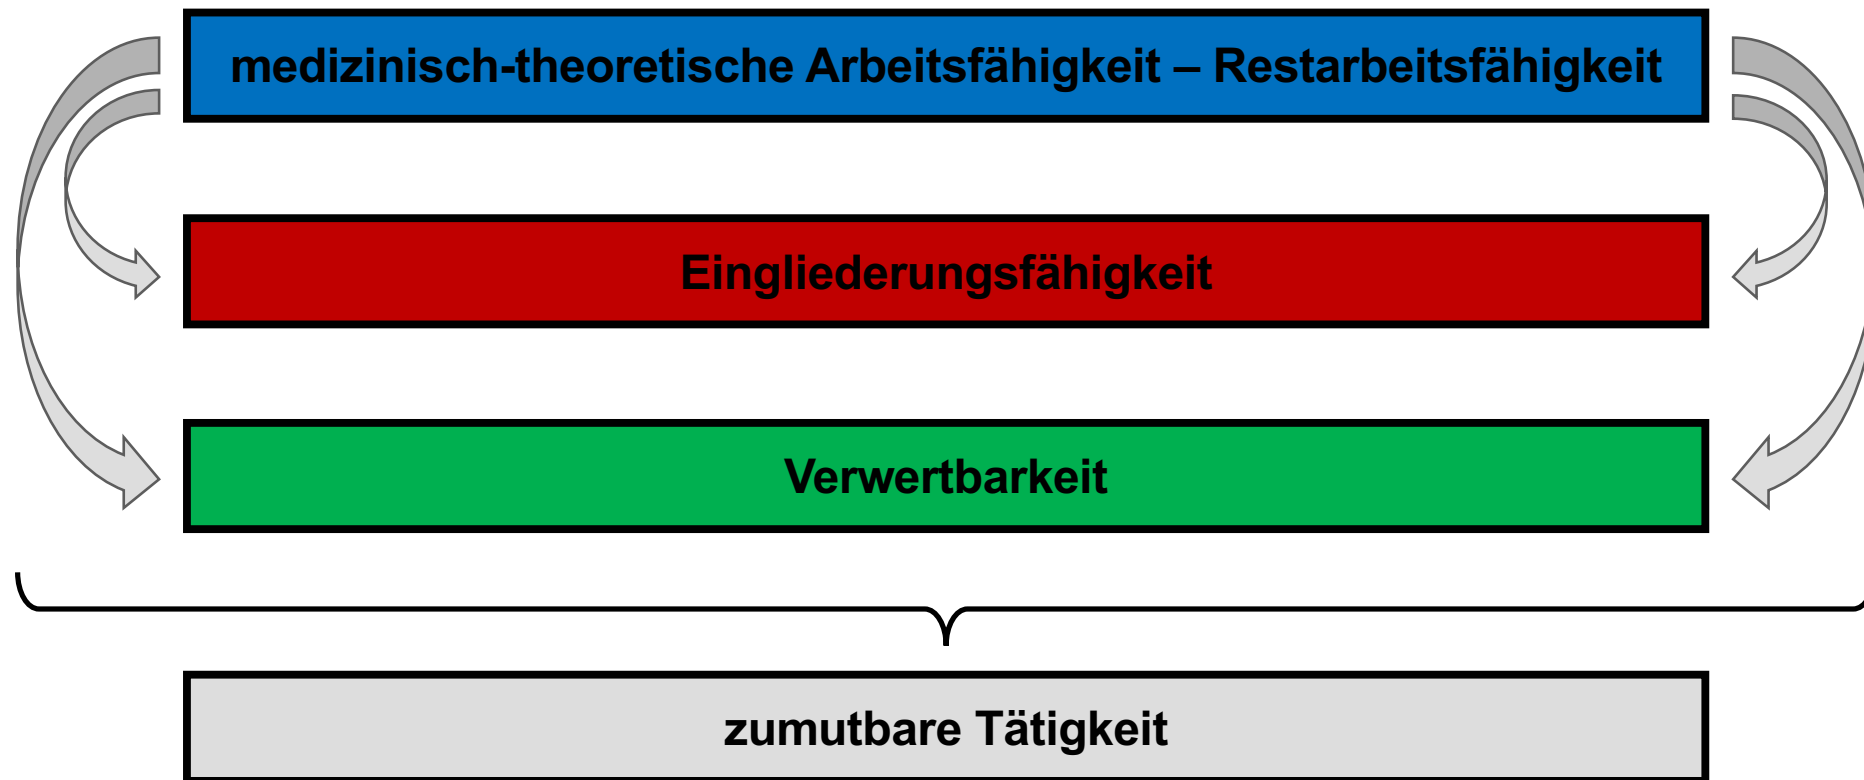 medizinisch-theoretische Arbeitsfähigkeit – Restarbeitsfähigkeit
Eingliederungsfähigkeit
Verwertbarkeit
zumutbare Tätigkeit